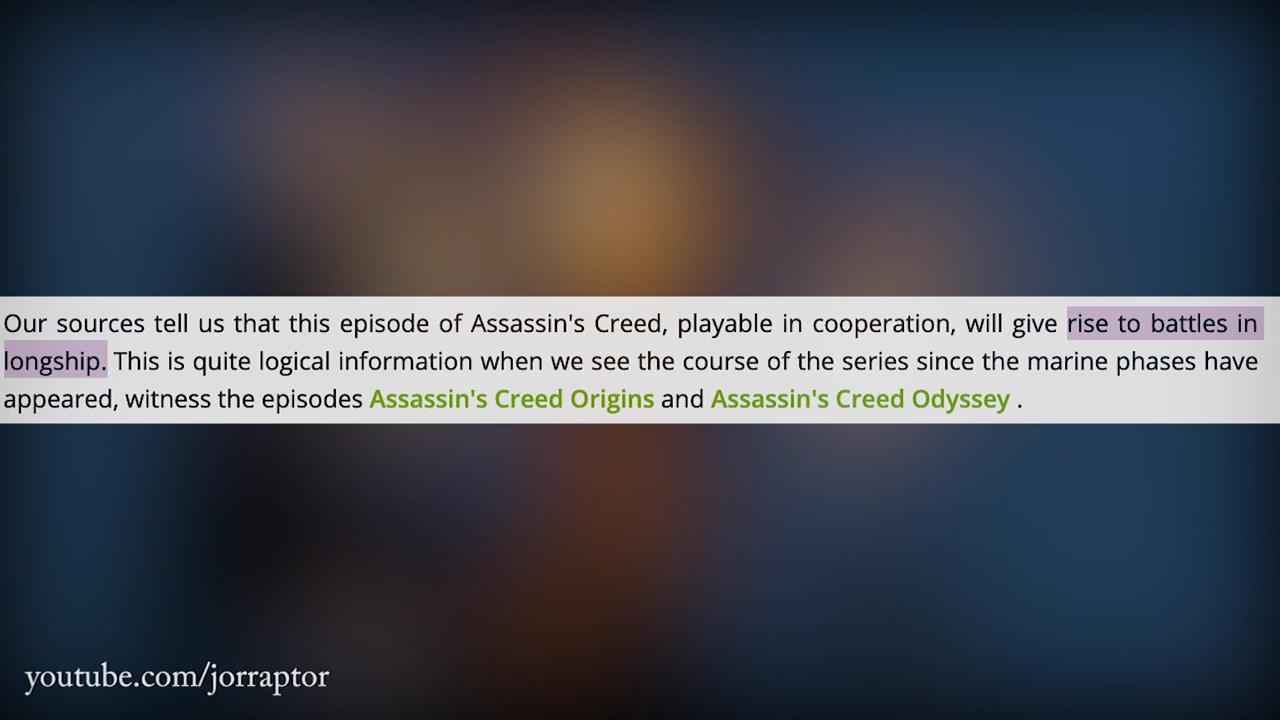 Our sources tell us that this episode of Assassin's Creed, playable in cooperation, will give rise to battles in
longship. This is quite logical information when we see the course of the series since the marine phases have
appeared, witness the episodes Assassin's Creed Origins and Assassin's Creed Odyssey .
youtube.com/jorraptor